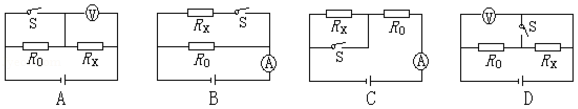 S V R₀ Rₓ
Rₓ S R₀ A
Rₓ R₀ S A
V S R₀ Rₓ
A B C D